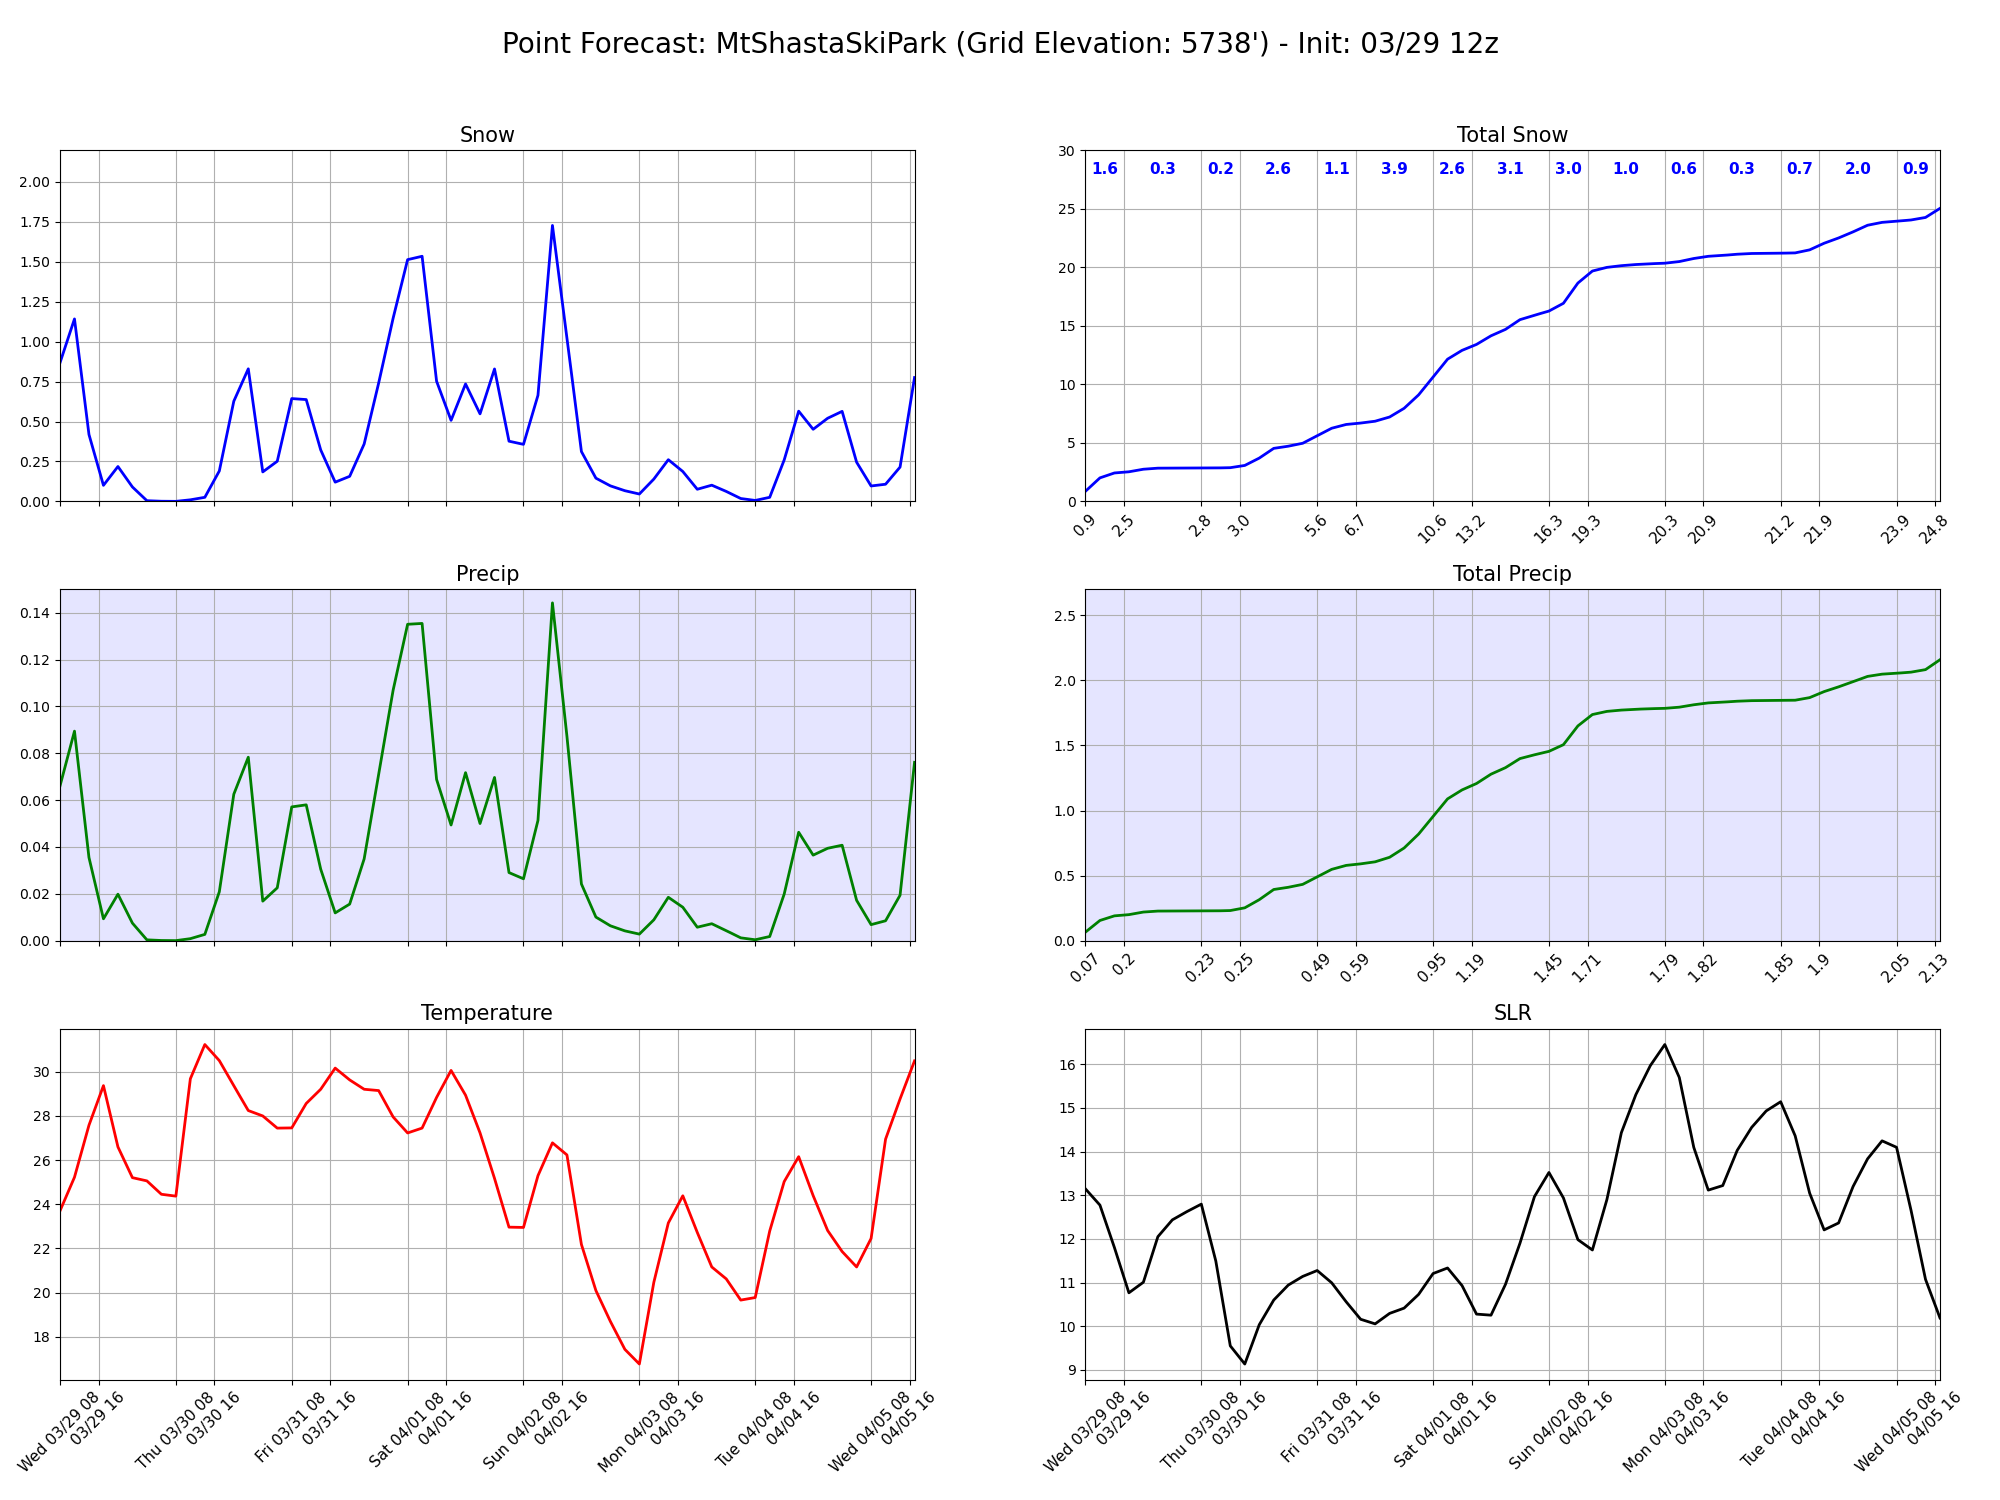 Point Forecast: MtShastaSkiPark (Grid Elevation: 5738') - Init: 03/29 12z
Snow
2.00
1.75
1.50
1.25
1.00
0.75
0.50
0.25
0.00
Total Snow
1.6 0.3 0.2 2.6 1.1 3.9 2.6 3.1 3.0 1.0 0.6 0.3 0.7 2.0 0.9
30
25
20
15
10
5
0
0.9 2.5 2.8 3.0 5.6 6.7 10.6 13.2 16.3 19.3 20.3 20.9 21.2 21.9 23.9 24.8
Precip
0.14
0.12
0.10
0.08
0.06
0.04
0.02
0.00
Total Precip
2.5
2.0
1.5
1.0
0.5
0.0
0.07 0.2 0.23 0.25 0.49 0.59 0.95 1.19 1.45 1.71 1.79 1.82 1.85 1.9 2.05 2.13
Temperature
30
28
26
24
22
20
18
Wed 03/29 08
03/29 16
Thu 03/30 08
03/30 16
Fri 03/31 08
03/31 16
Sat 04/01 08
04/01 16
Sun 04/02 08
04/02 16
Mon 04/03 08
04/03 16
Tue 04/04 08
04/04 16
Wed 04/05 08
04/05 16
SLR
16
15
14
13
12
11
10
9
Wed 03/29 08
03/29 16
Thu 03/30 08
03/30 16
Fri 03/31 08
03/31 16
Sat 04/01 08
04/01 16
Sun 04/02 08
04/02 16
Mon 04/03 08
04/03 16
Tue 04/04 08
04/04 16
Wed 04/05 08
04/05 16